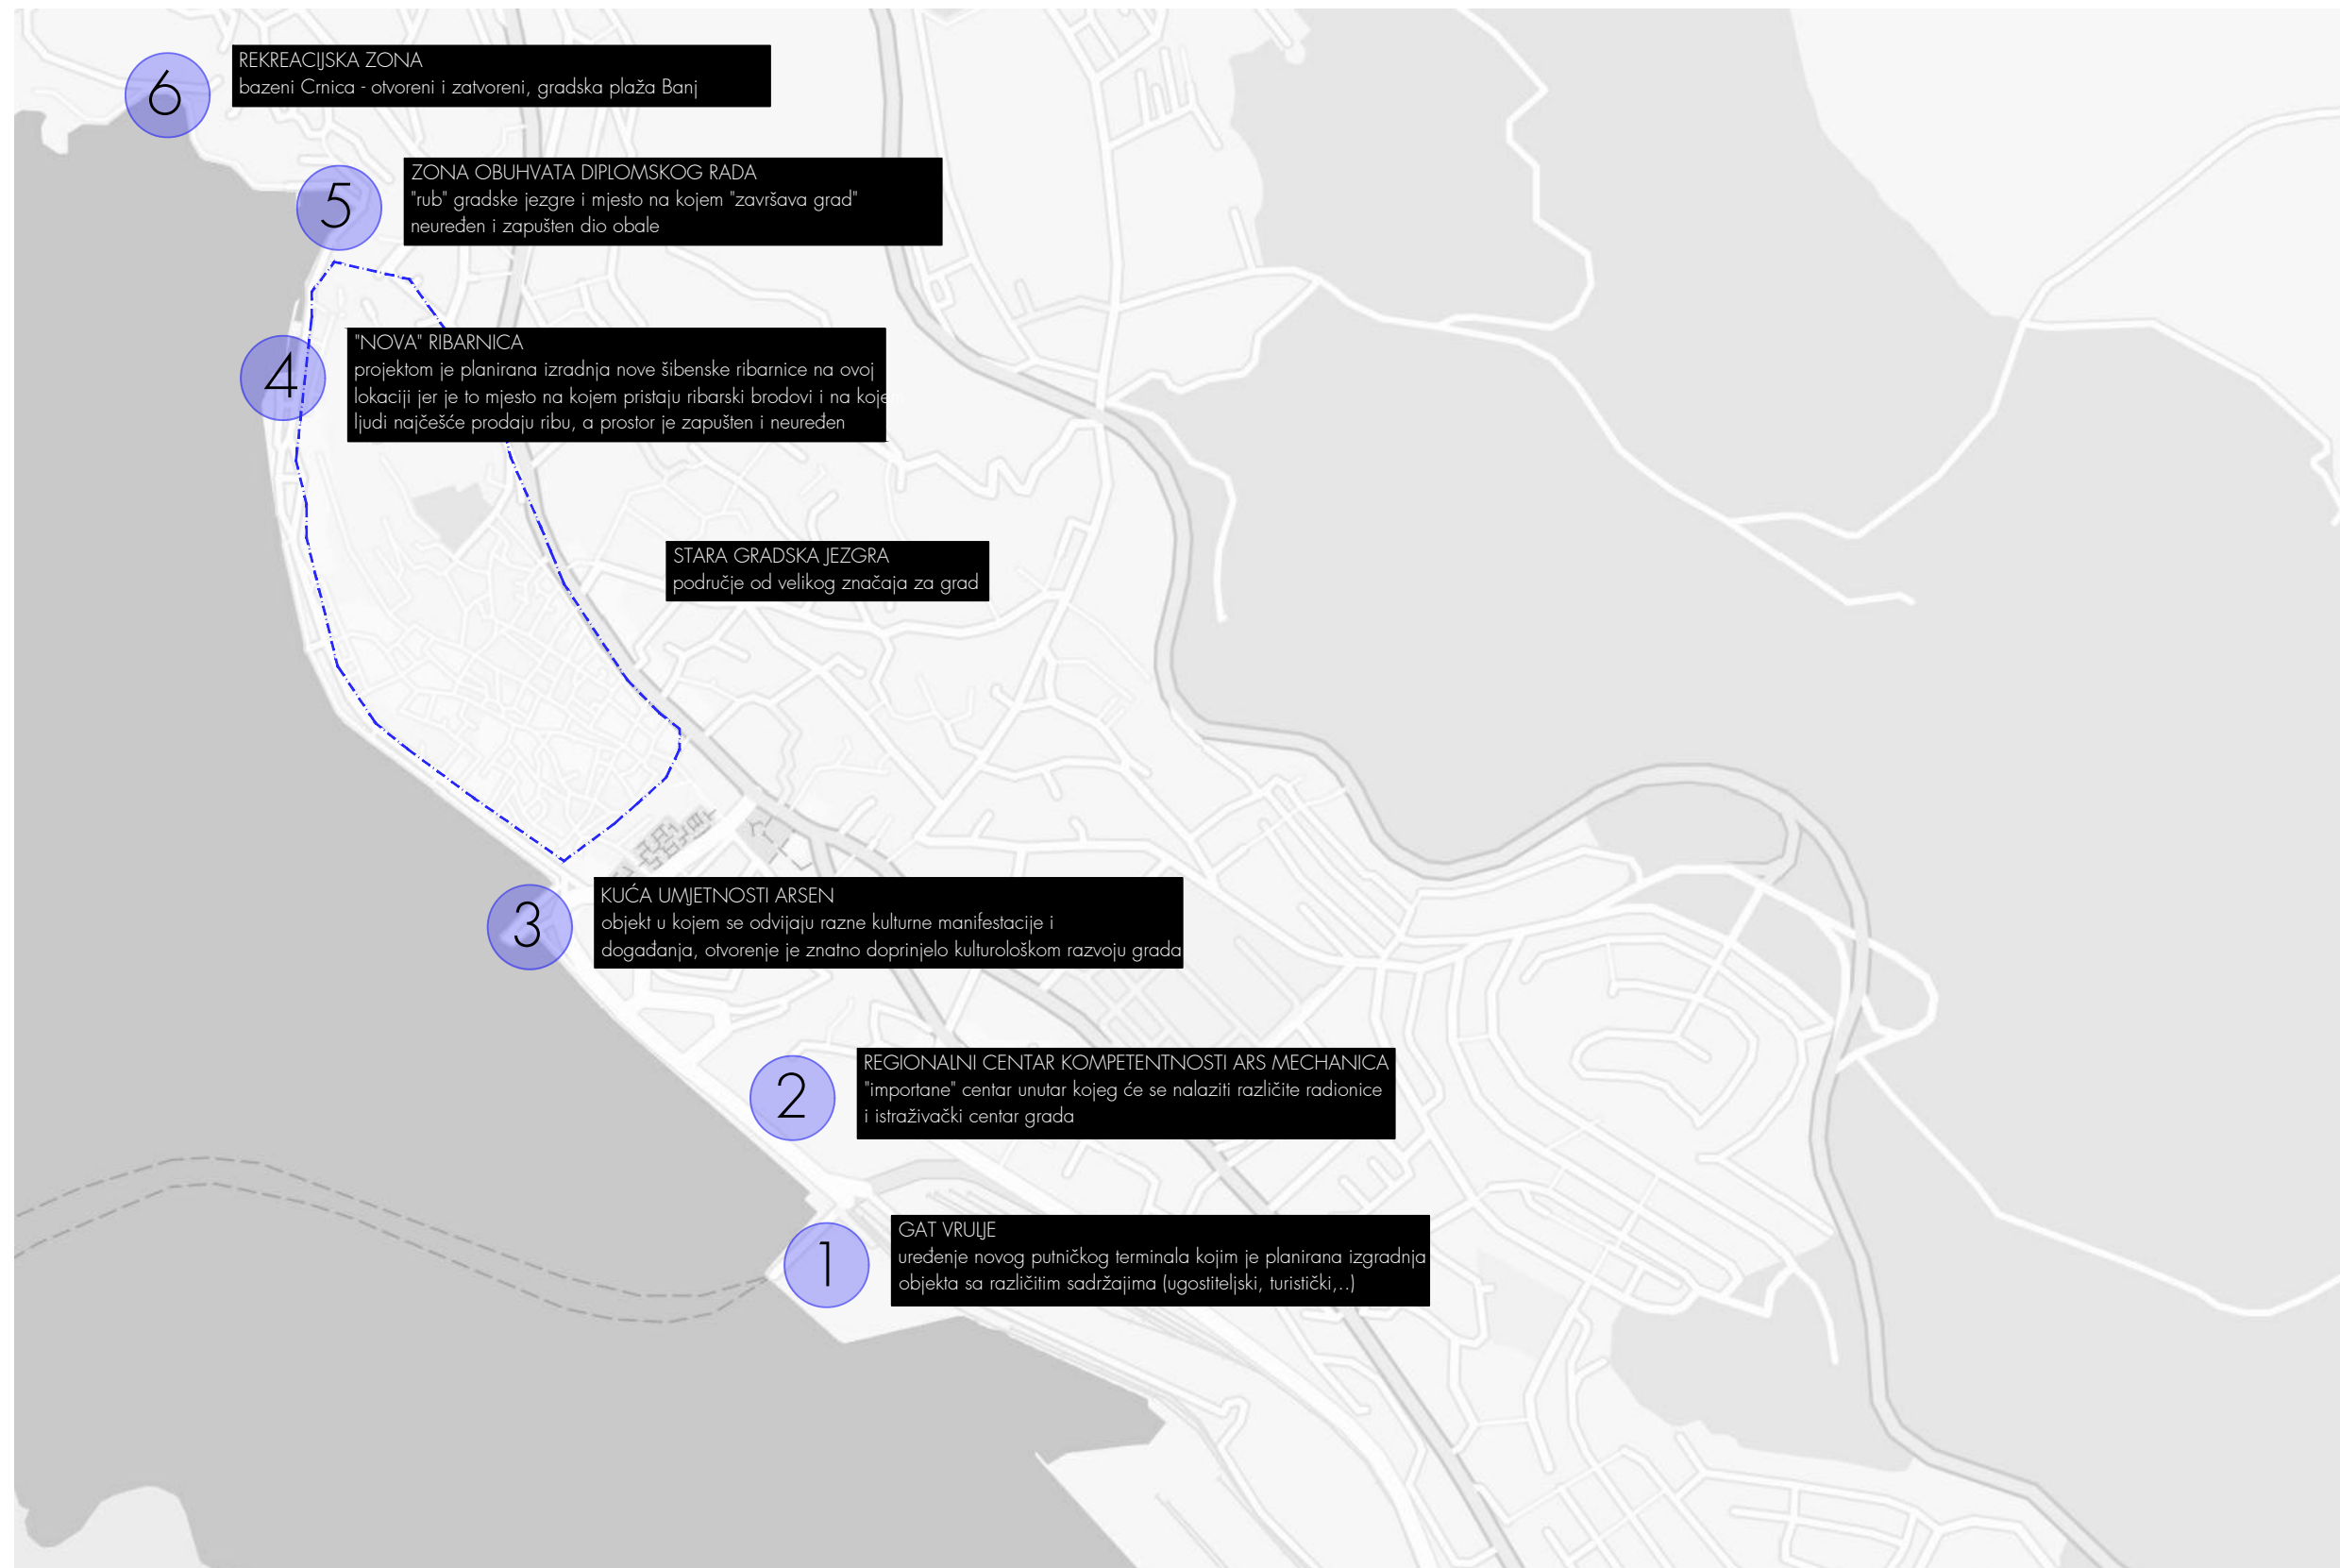 6
REKREACIJSKA ZONA
bazeni Crnica - otvoreni i zatvoreni, gradska plaža Banj
5
ZONA OBUHVATA DIPLOMSKOG RADA
"rub" gradske jezgre i mjesto na kojem "završava grad"
neuređen i zapušten dio obale
4
"NOVA" RIBARNICA
projektom je planirana izradnja nove šibenske ribarnice na ovoj
lokaciji jer je to mjesto na kojem pristaju ribarski brodovi i na kojem
ljudi najčešće prodaju ribu, a prostor je zapušten i neuređen
STARA GRADSKA JEZGRA
područje od velikog značaja za grad
3
KUĆA UMJETNOSTI ARSEN
objekt u kojem se odvijaju razne kulturne manifestacije i
događanja, otvorenje je znatno doprinjelo kulturološkom razvoju grada
2
REGIONALNI CENTAR KOMPETENTNOSTI ARS MECHANICA
"importane" centar unutar kojeg će se nalaziti različite radionice
i istraživački centar grada
1
GAT VRULJE
uređenje novog putničkog terminala kojim je planirana izgradnja
objekta sa različitim sadržajima (ugostiteljski, turistički,..)